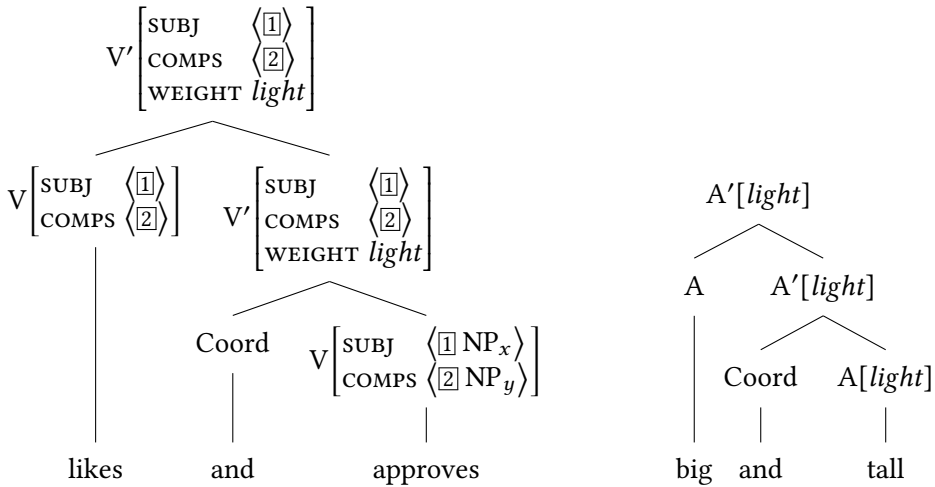 V′ [SUBJ ⟨[1]⟩
COMPS ⟨[2]⟩
WEIGHT light]
V [SUBJ ⟨[1]⟩
COMPS ⟨[2]⟩]
V′ [SUBJ ⟨[1]⟩
COMPS ⟨[2]⟩
WEIGHT light]
Coord
V [SUBJ ⟨[1] NPₓ⟩
COMPS ⟨[2] NP_y⟩]
likes and approves
A′[light]
A A′[light]
Coord A[light]
big and tall